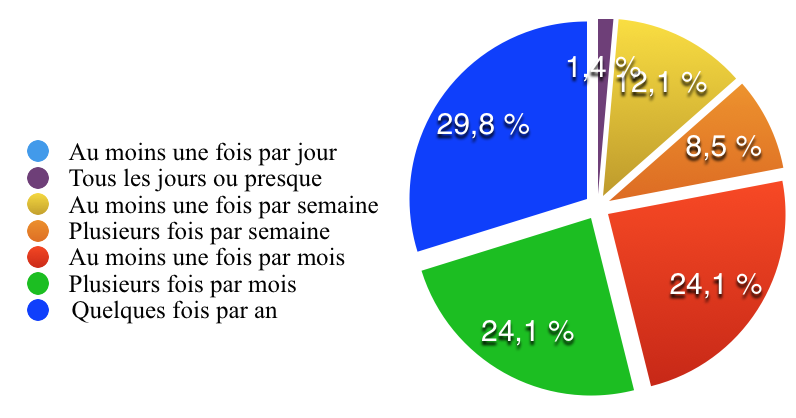 Au moins une fois par jour
Tous les jours ou presque
Au moins une fois par semaine
Plusieurs fois par semaine
Au moins une fois par mois
Plusieurs fois par mois
Quelques fois par an
1,4 %
12,1 %
29,8 %
8,5 %
24,1 %
24,1 %